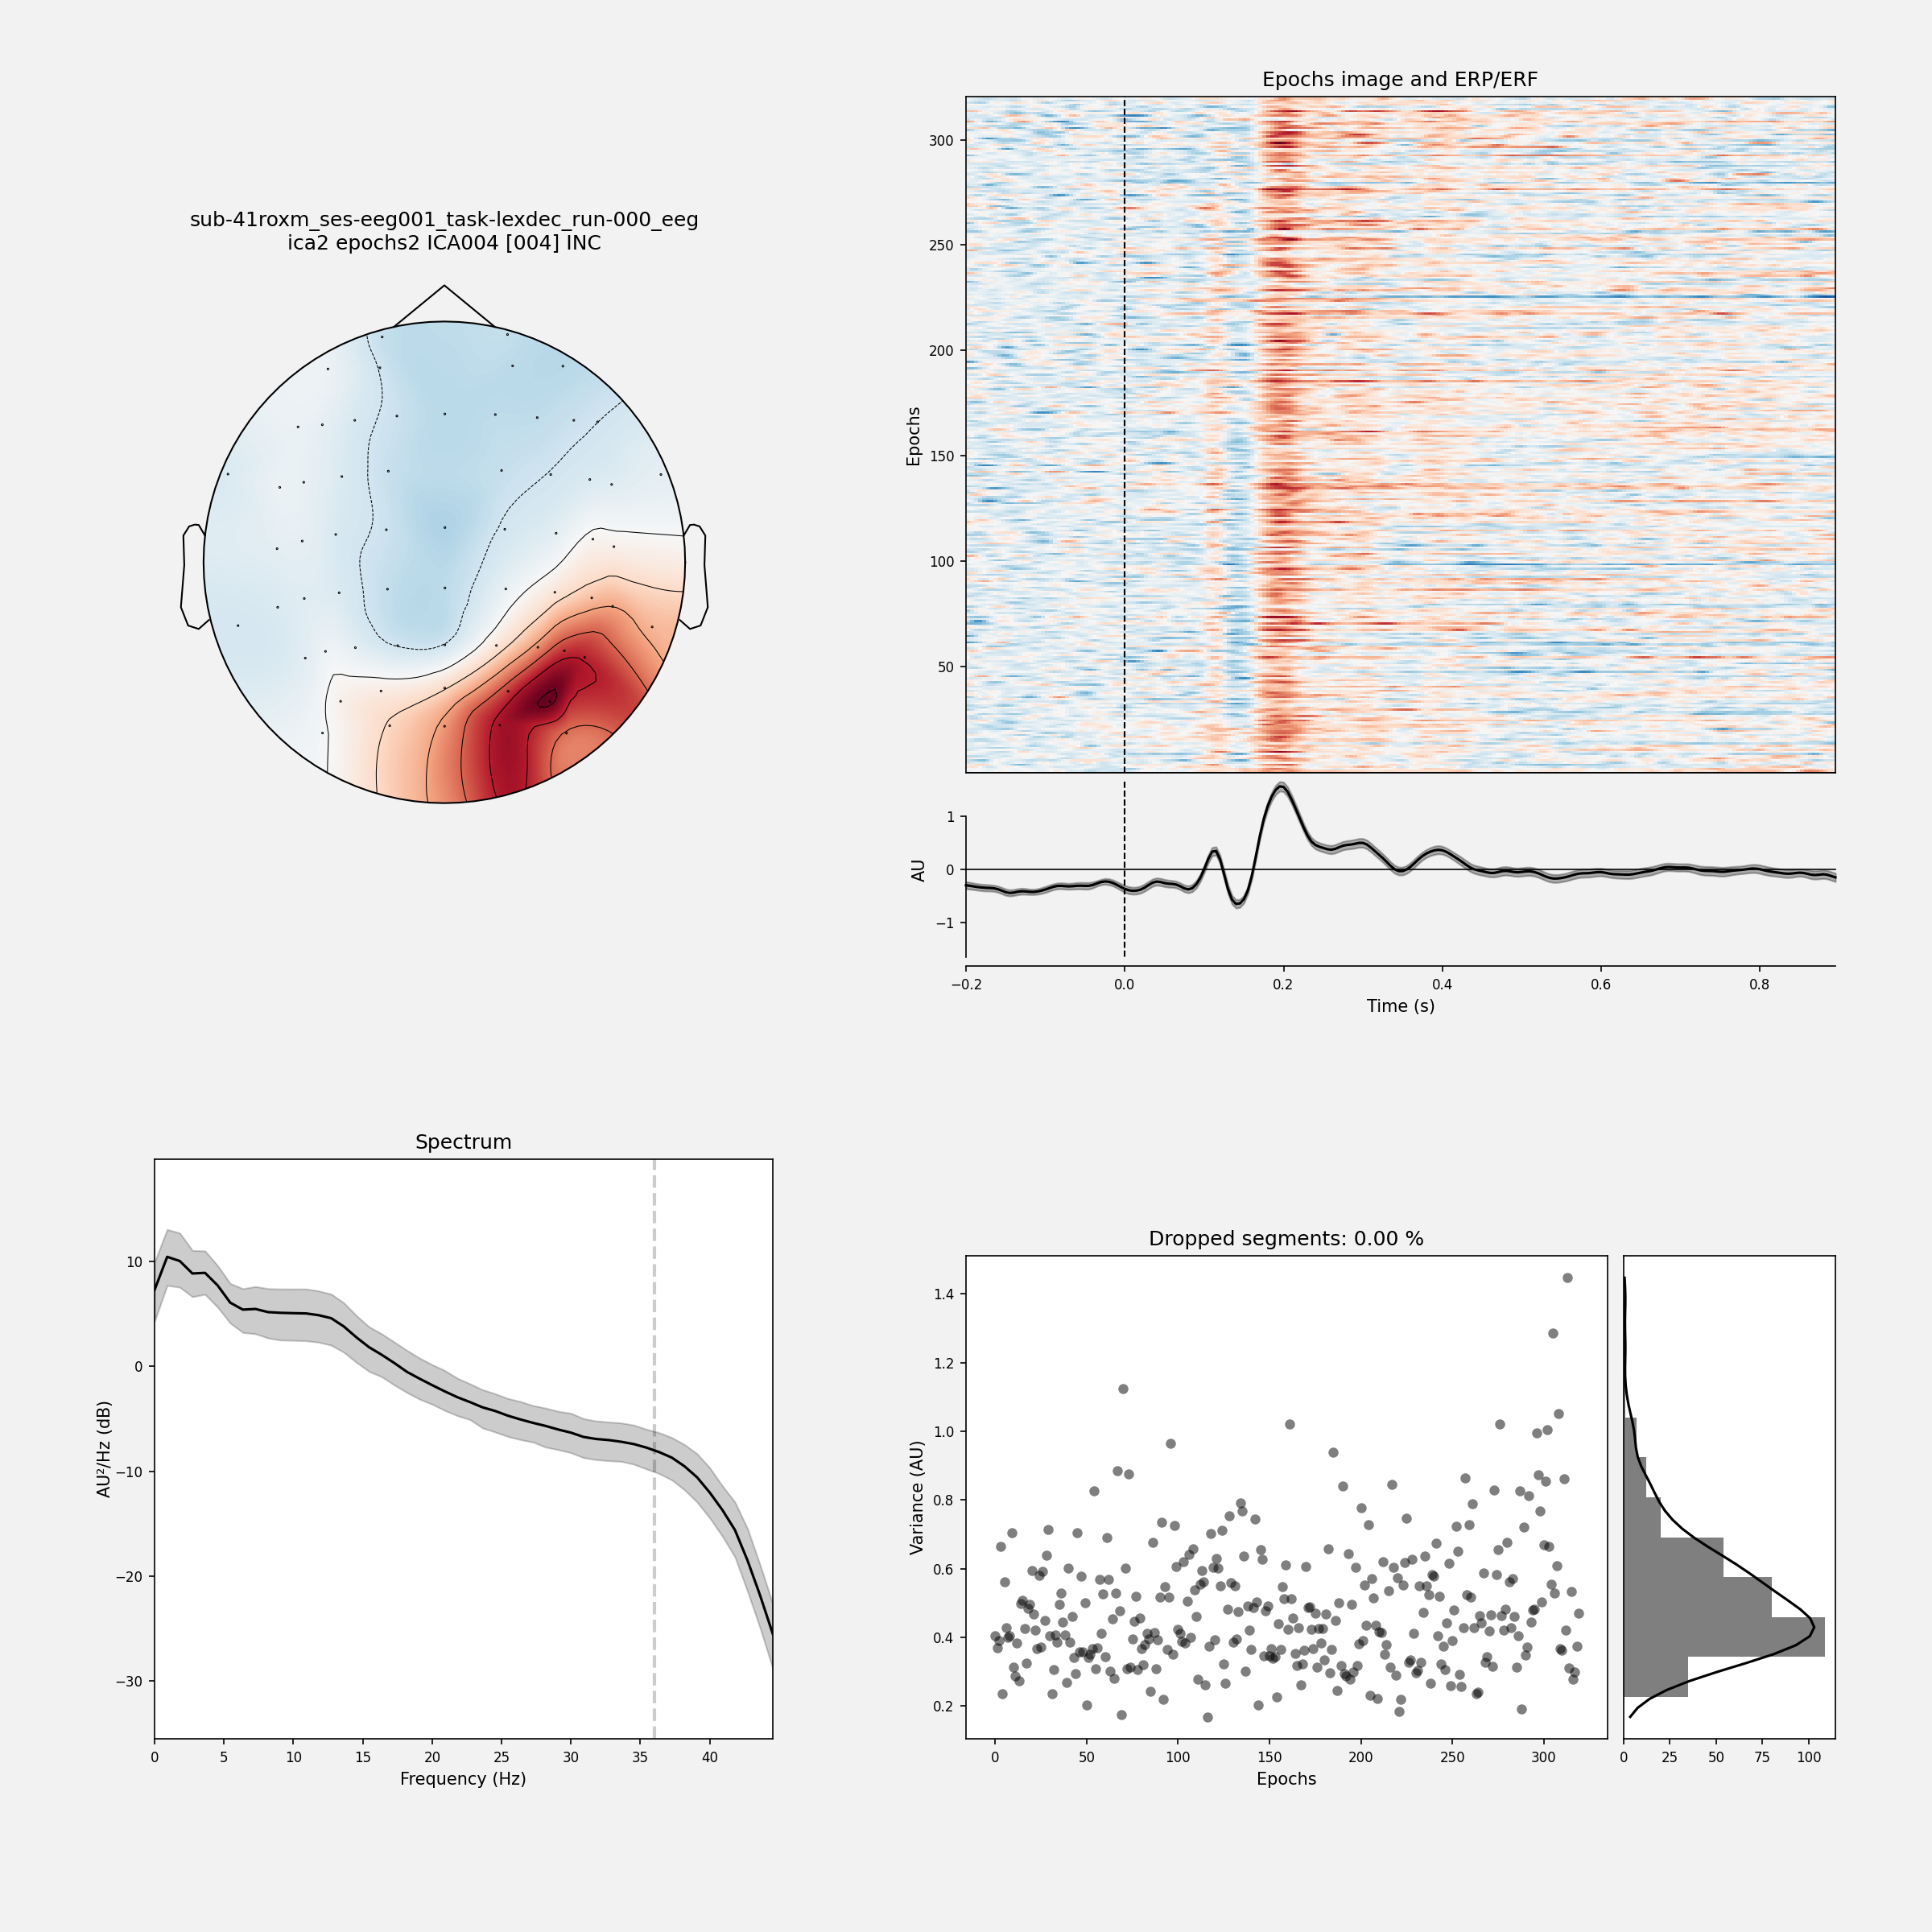 sub-41roxm_ses-eeg001_task-lexdec_run-000_eeg
ica2 epochs2 ICA004 [004] INC
Epochs image and ERP/ERF
Epochs
300
250
200
150
100
50
AU
1
0
−1
−0.2 0.0 0.2 0.4 0.6 0.8
Time (s)
Spectrum
AU²/Hz (dB)
10
0
−10
−20
−30
0 5 10 15 20 25 30 35 40
Frequency (Hz)
Dropped segments: 0.00 %
Variance (AU)
1.4
1.2
1.0
0.8
0.6
0.4
0.2
0 50 100 150 200 250 300
Epochs
0 25 50 75 100